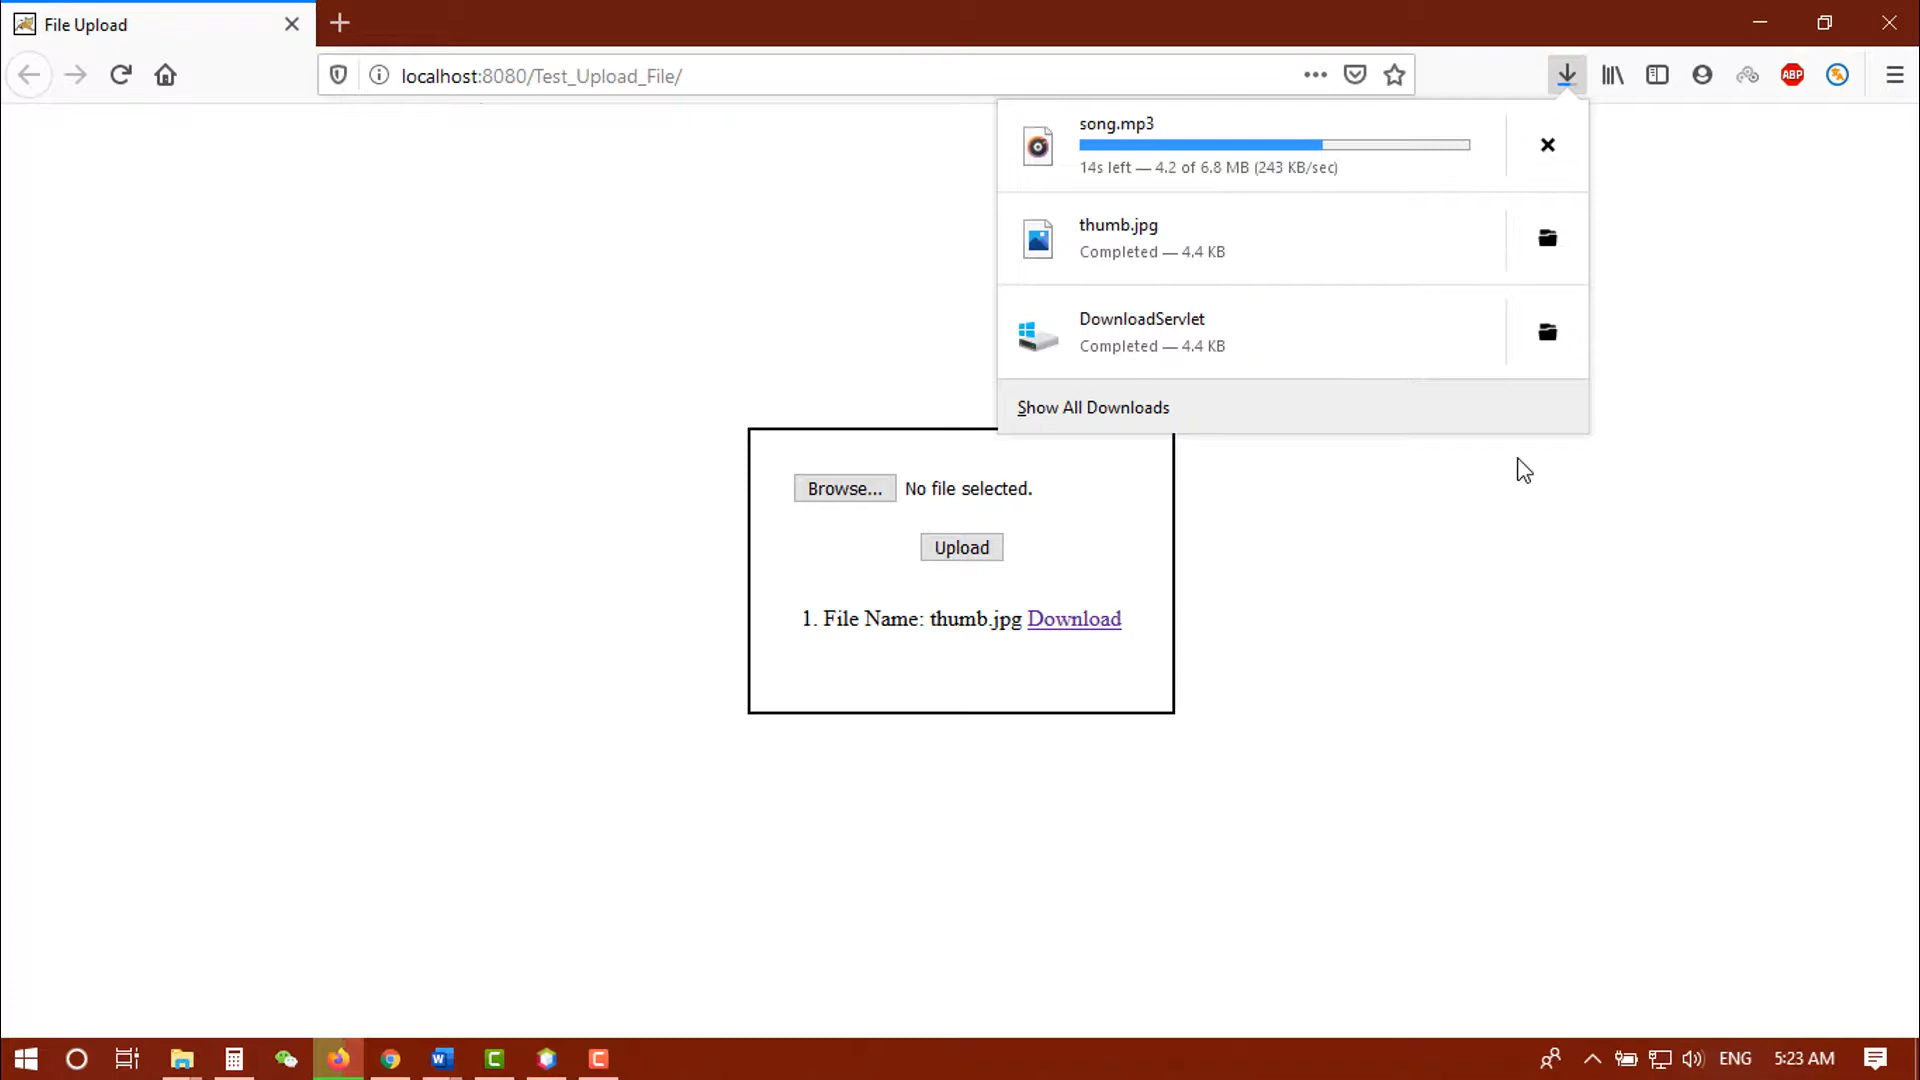 File Upload
localhost:8080/Test_Upload_File/
ABP
song.mp3
14s left — 4.2 of 6.8 MB (243 KB/sec)
thumb.jpg
Completed — 4.4 KB
DownloadServlet
Completed — 4.4 KB
Show All Downloads
Browse... No file selected.
Upload
1. File Name: thumb.jpg Download
ENG 5:23 AM